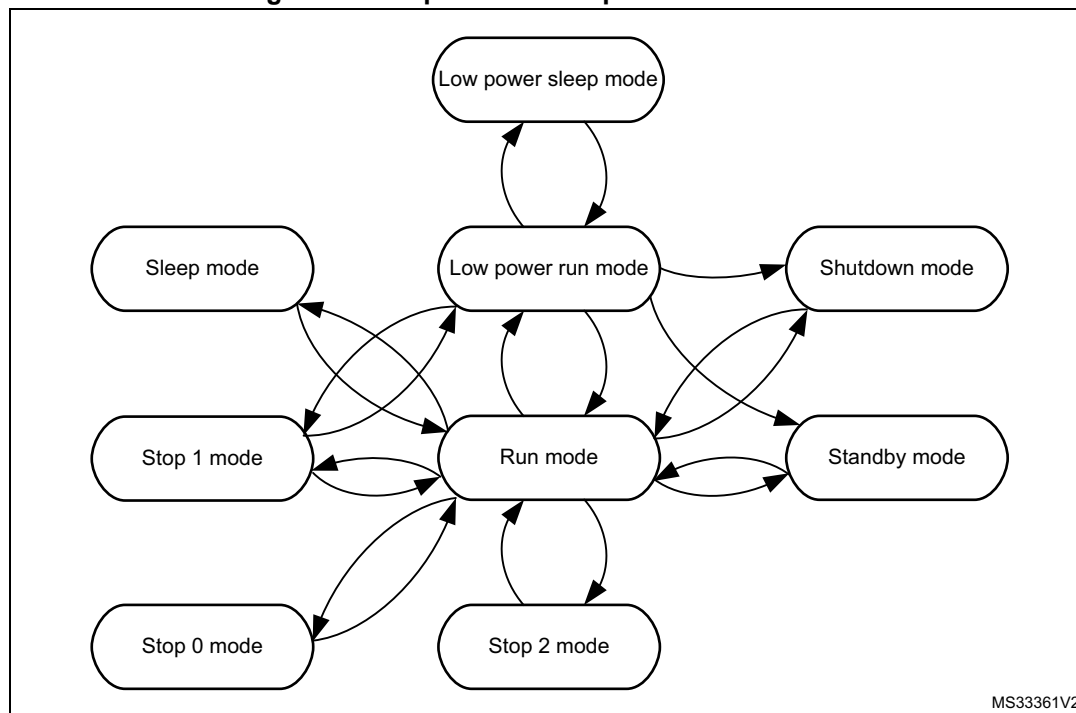 Low power sleep mode
Sleep mode
Low power run mode
Shutdown mode
Stop 1 mode
Run mode
Standby mode
Stop 0 mode
Stop 2 mode
MS33361V2